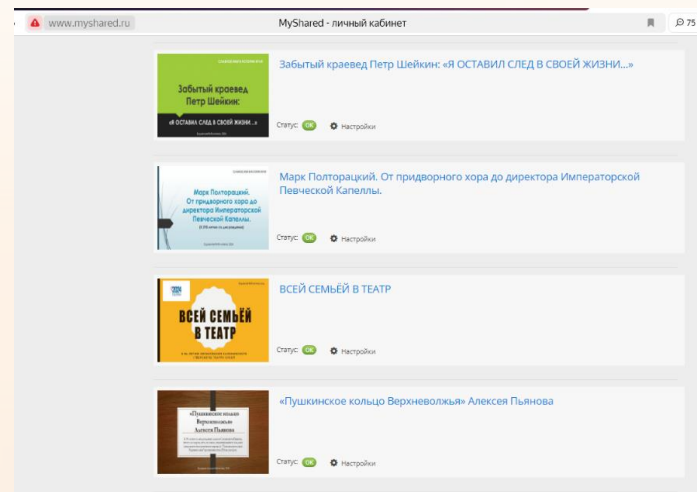 www.myshared.ru
MyShared - личный кабинет
75
Забытый краевед
Петр Шейкин:
«Я ОСТАВИЛ СЛЕД В СВОЕЙ ЖИЗНИ...»
Забытый краевед Петр Шейкин: «Я ОСТАВИЛ СЛЕД В СВОЕЙ ЖИЗНИ...»
Статус: OK Настройки
Марк Полторацкий.
От придворного хора до
директора Императорской
Певческой Капеллы.
Марк Полторацкий. От придворного хора до директора Императорской
Певческой Капеллы.
Статус: OK Настройки
ВСЕЙ СЕМЬЁЙ
В ТЕАТР
ВСЕЙ СЕМЬЁЙ В ТЕАТР
Статус: OK Настройки
«Пушкинское кольцо
Верхневолжья»
Алексея Пьянова
«Пушкинское кольцо Верхневолжья» Алексея Пьянова
Статус: OK Настройки